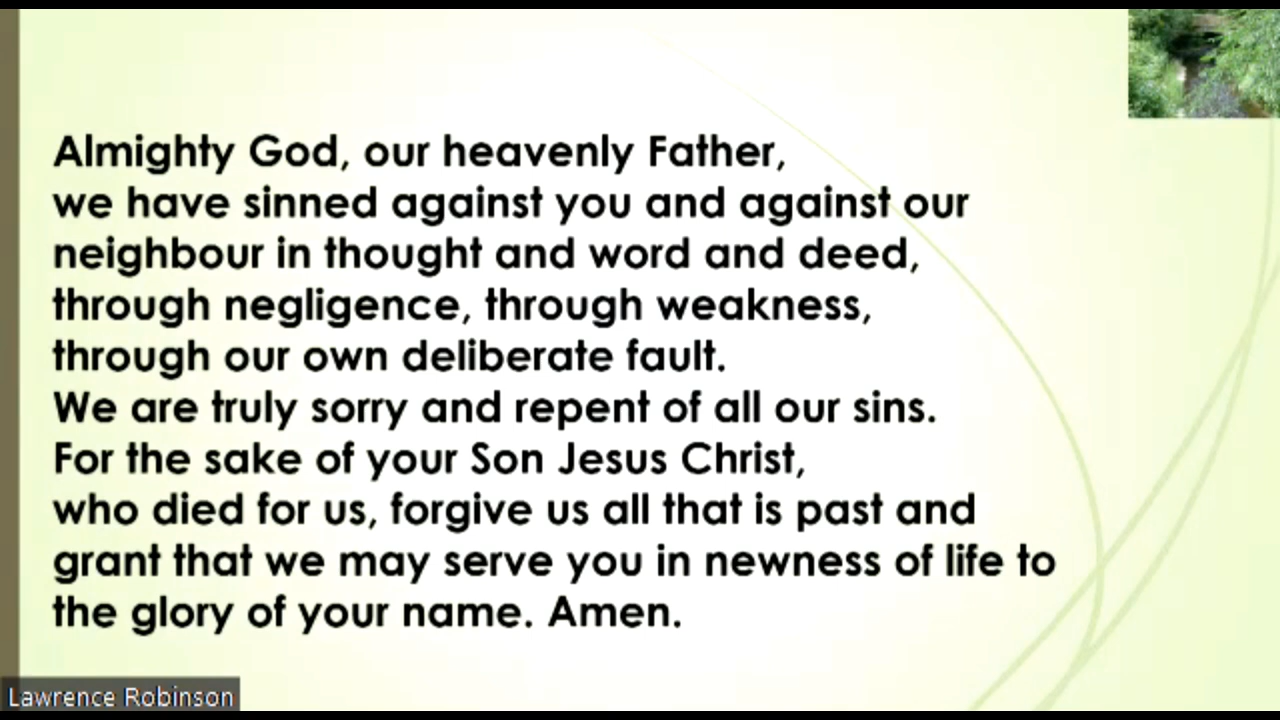 Almighty God, our heavenly Father,
we have sinned against you and against our
neighbour in thought and word and deed,
through negligence, through weakness,
through our own deliberate fault.
We are truly sorry and repent of all our sins.
For the sake of your Son Jesus Christ,
who died for us, forgive us all that is past and
grant that we may serve you in newness of life to
the glory of your name. Amen.
Lawrence Robinson